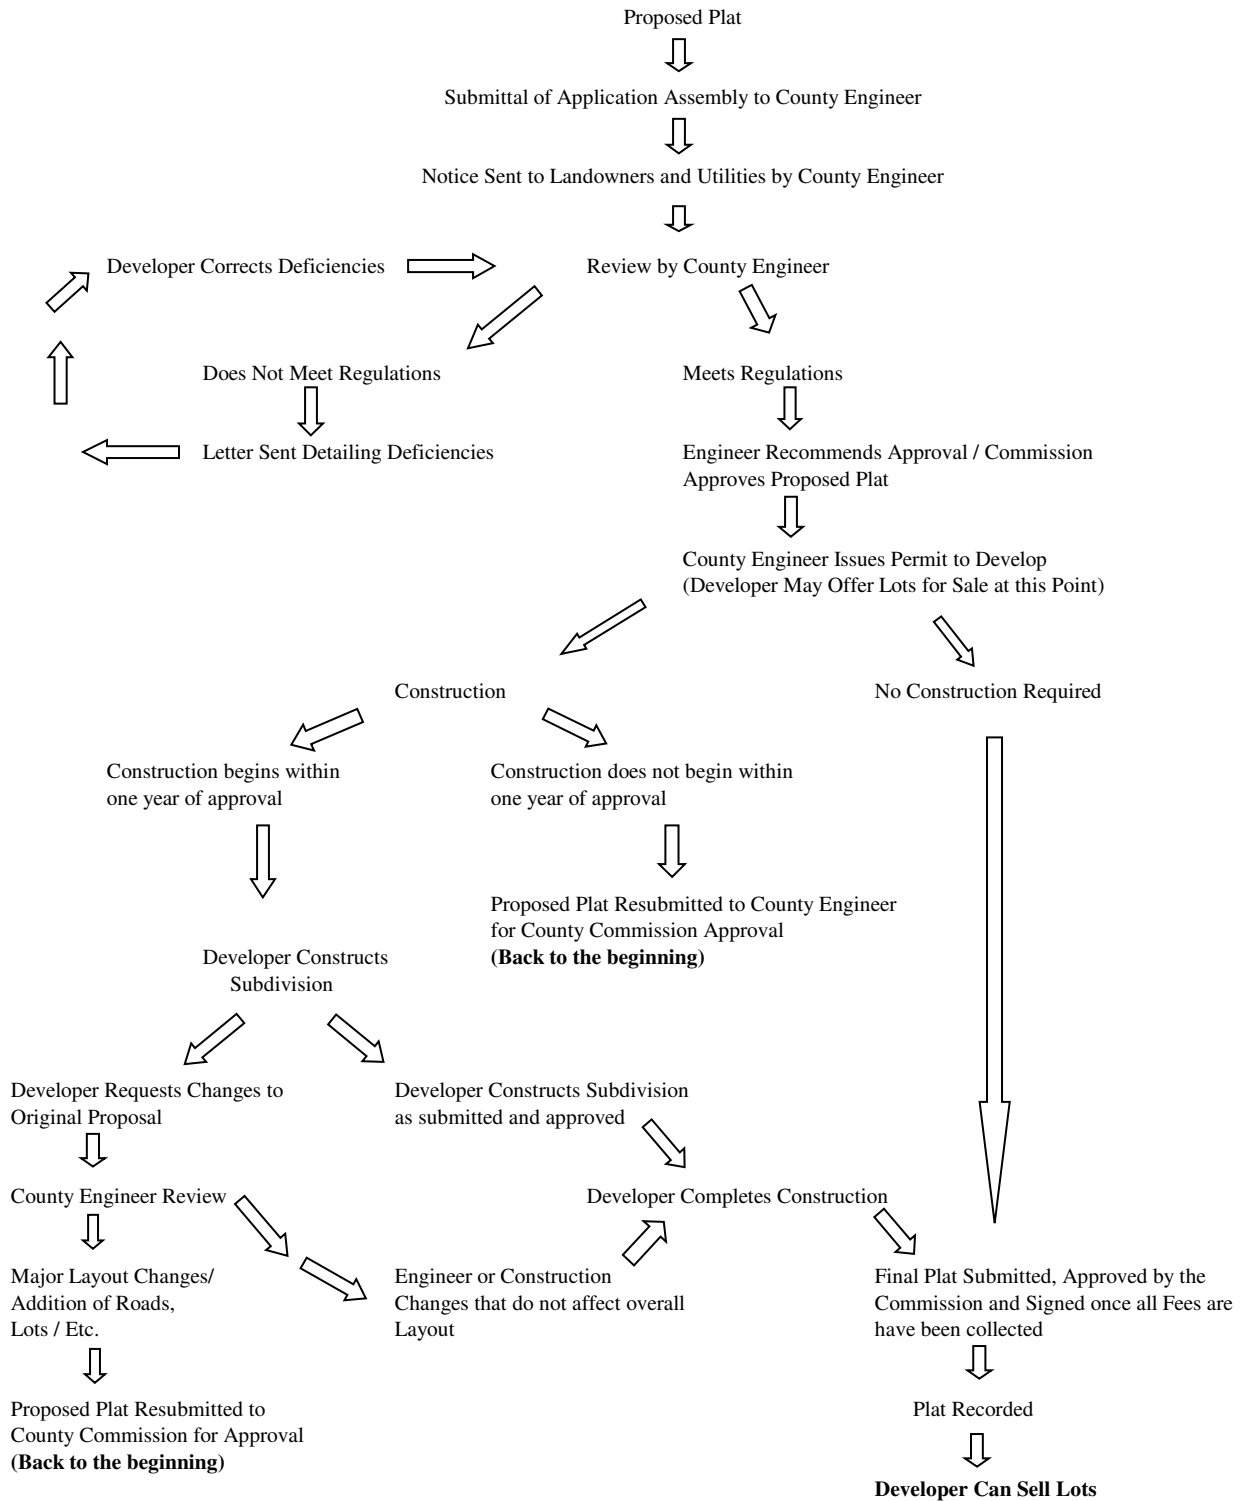 Proposed Plat
Submittal of Application Assembly to County Engineer
Notice Sent to Landowners and Utilities by County Engineer
Developer Corrects Deficiencies
Review by County Engineer
Does Not Meet Regulations
Meets Regulations
Letter Sent Detailing Deficiencies
Engineer Recommends Approval / Commission
Approves Proposed Plat
County Engineer Issues Permit to Develop
(Developer May Offer Lots for Sale at this Point)
Construction
No Construction Required
Construction begins within
one year of approval
Construction does not begin within
one year of approval
Proposed Plat Resubmitted to County Engineer
for County Commission Approval
(Back to the beginning)
Developer Constructs
Subdivision
Developer Requests Changes to
Original Proposal
Developer Constructs Subdivision
as submitted and approved
County Engineer Review
Developer Completes Construction
Major Layout Changes/
Addition of Roads,
Lots / Etc.
Engineer or Construction
Changes that do not affect overall
Layout
Final Plat Submitted, Approved by the
Commission and Signed once all Fees are
have been collected
Proposed Plat Resubmitted to
County Commission for Approval
(Back to the beginning)
Plat Recorded
Developer Can Sell Lots